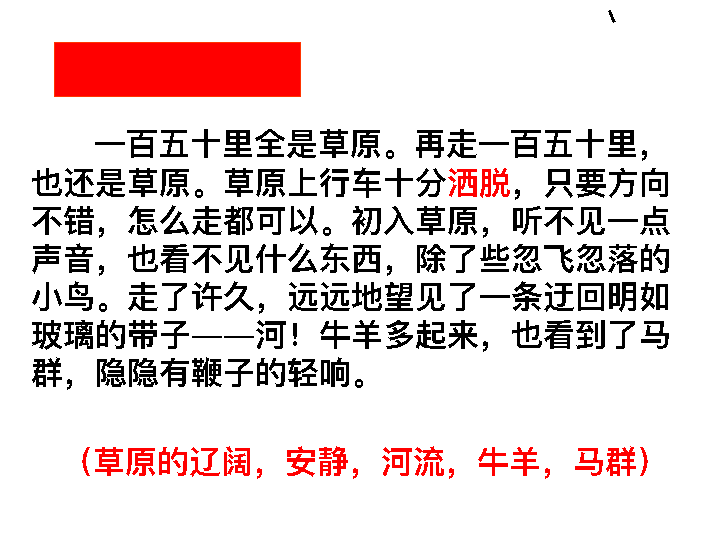 一百五十里全是草原。再走一百五十里，
也还是草原。草原上行车十分洒脱，只要方向
不错，怎么走都可以。初入草原，听不见一点
声音，也看不见什么东西，除了些忽飞忽落的
小鸟。走了许久，远远地望见了一条迂回明如
玻璃的带子——河！牛羊多起来，也看到了马
群，隐隐有鞭子的轻响。
（草原的辽阔，安静，河流，牛羊，马群）